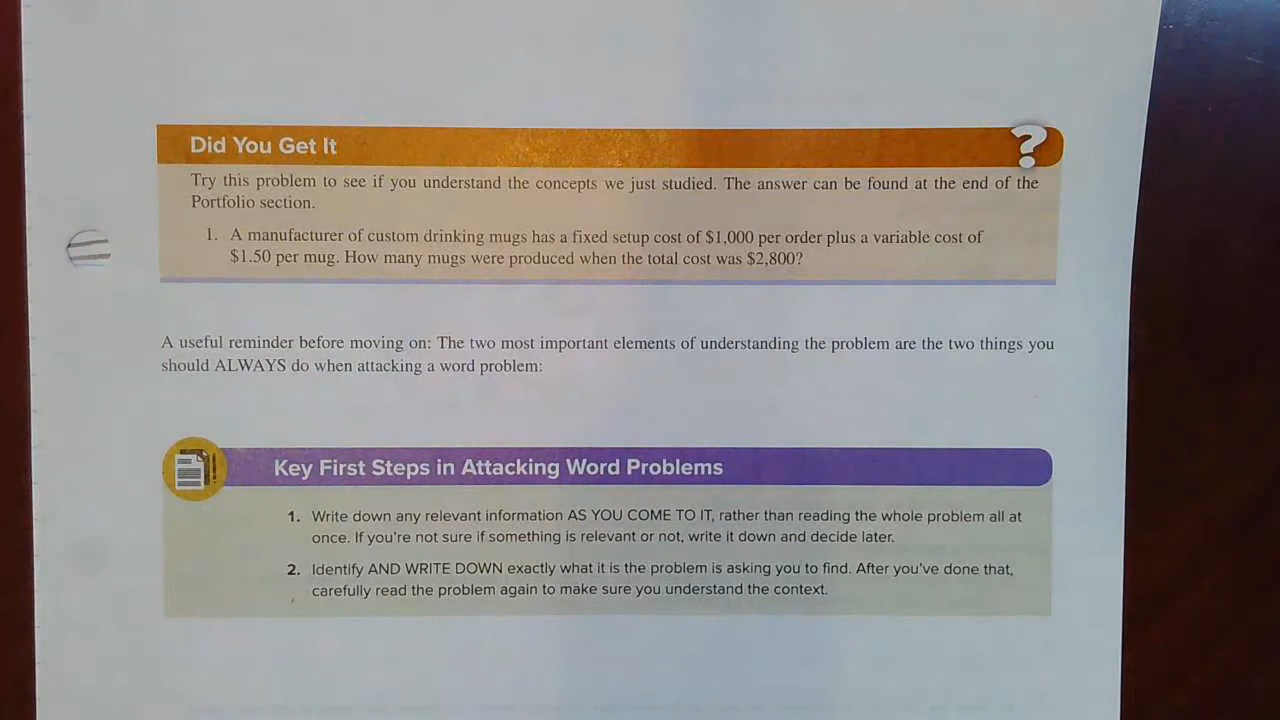 Did You Get It
?
Try this problem to see if you understand the concepts we just studied. The answer can be found at the end of the
Portfolio section.
1. A manufacturer of custom drinking mugs has a fixed setup cost of $1,000 per order plus a variable cost of
$1.50 per mug. How many mugs were produced when the total cost was $2,800?
A useful reminder before moving on: The two most important elements of understanding the problem are the two things you
should ALWAYS do when attacking a word problem:
Key First Steps in Attacking Word Problems
1. Write down any relevant information AS YOU COME TO IT, rather than reading the whole problem all at
once. If you're not sure if something is relevant or not, write it down and decide later.
2. Identify AND WRITE DOWN exactly what it is the problem is asking you to find. After you've done that,
carefully read the problem again to make sure you understand the context.